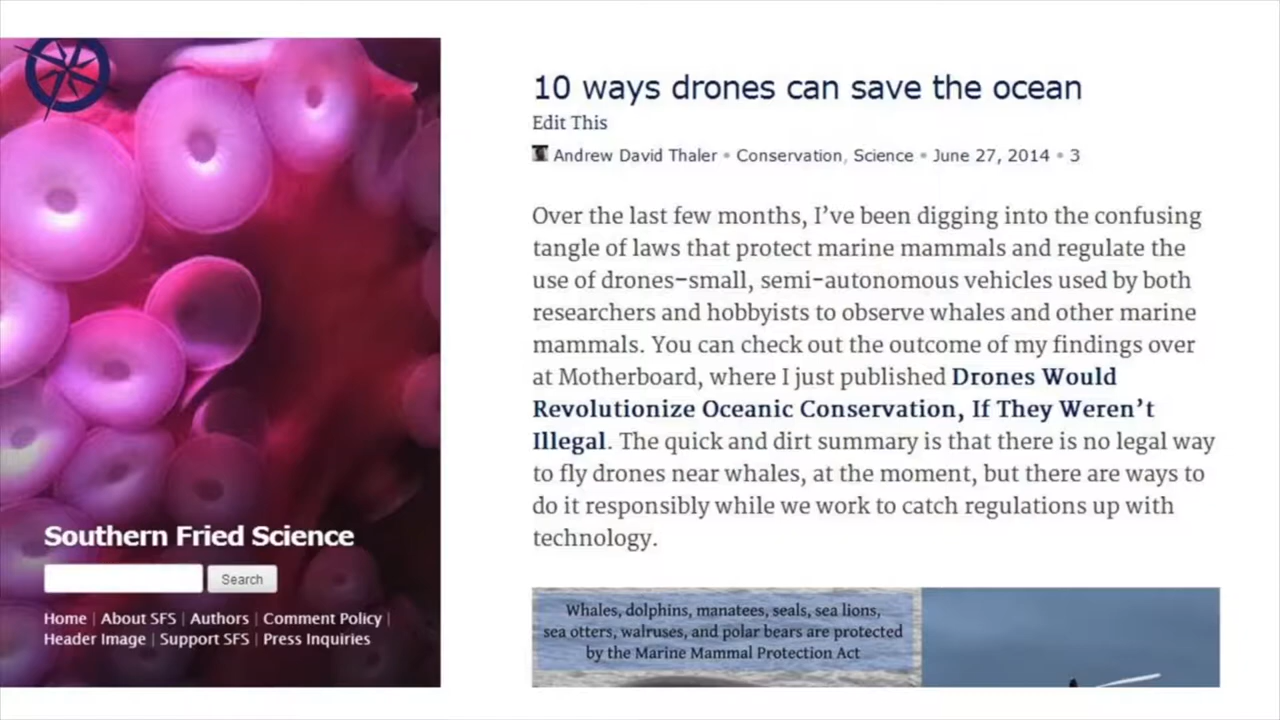 10 ways drones can save the ocean
Edit This
Andrew David Thaler • Conservation, Science • June 27, 2014 • 3
Over the last few months, I’ve been digging into the confusing
tangle of laws that protect marine mammals and regulate the
use of drones–small, semi-autonomous vehicles used by both
researchers and hobbyists to observe whales and other marine
mammals. You can check out the outcome of my findings over
at Motherboard, where I just published Drones Would
Revolutionize Oceanic Conservation, If They Weren’t
Illegal. The quick and dirt summary is that there is no legal way
to fly drones near whales, at the moment, but there are ways to
do it responsibly while we work to catch regulations up with
technology.
Whales, dolphins, manatees, seals, sea lions,
sea otters, walruses, and polar bears are protected
by the Marine Mammal Protection Act
Southern Fried Science
Search
Home | About SFS | Authors | Comment Policy |
Header Image | Support SFS | Press Inquiries